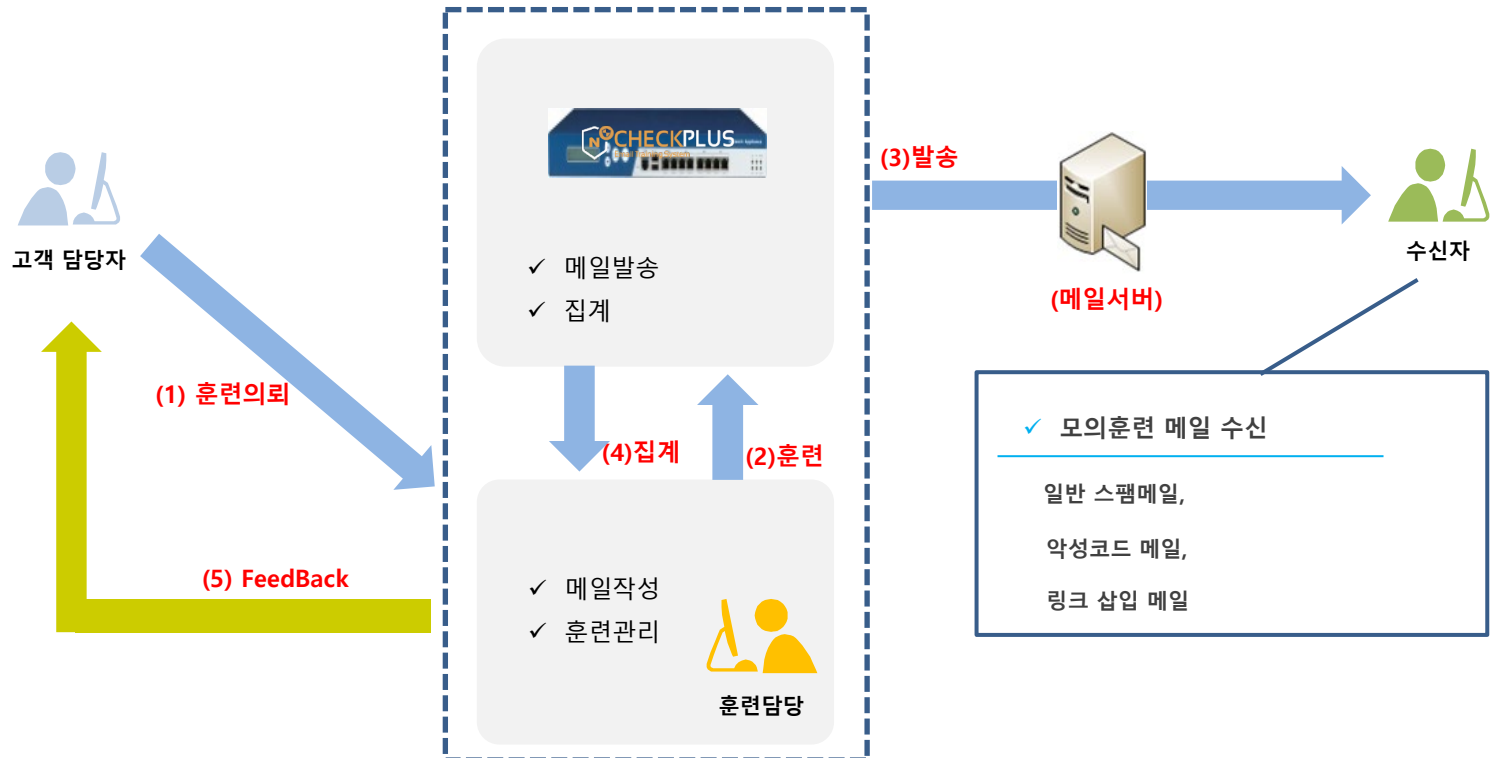 CHECKPLUS
(3)발송
고객 담당자
✓ 메일발송
✓ 집계
수신자
(메일서버)
(1) 훈련의뢰
✓ 모의훈련 메일 수신
(4)집계
(2)훈련
일반 스팸메일,
악성코드 메일,
링크 삽입 메일
(5) FeedBack
✓ 메일작성
✓ 훈련관리
훈련담당